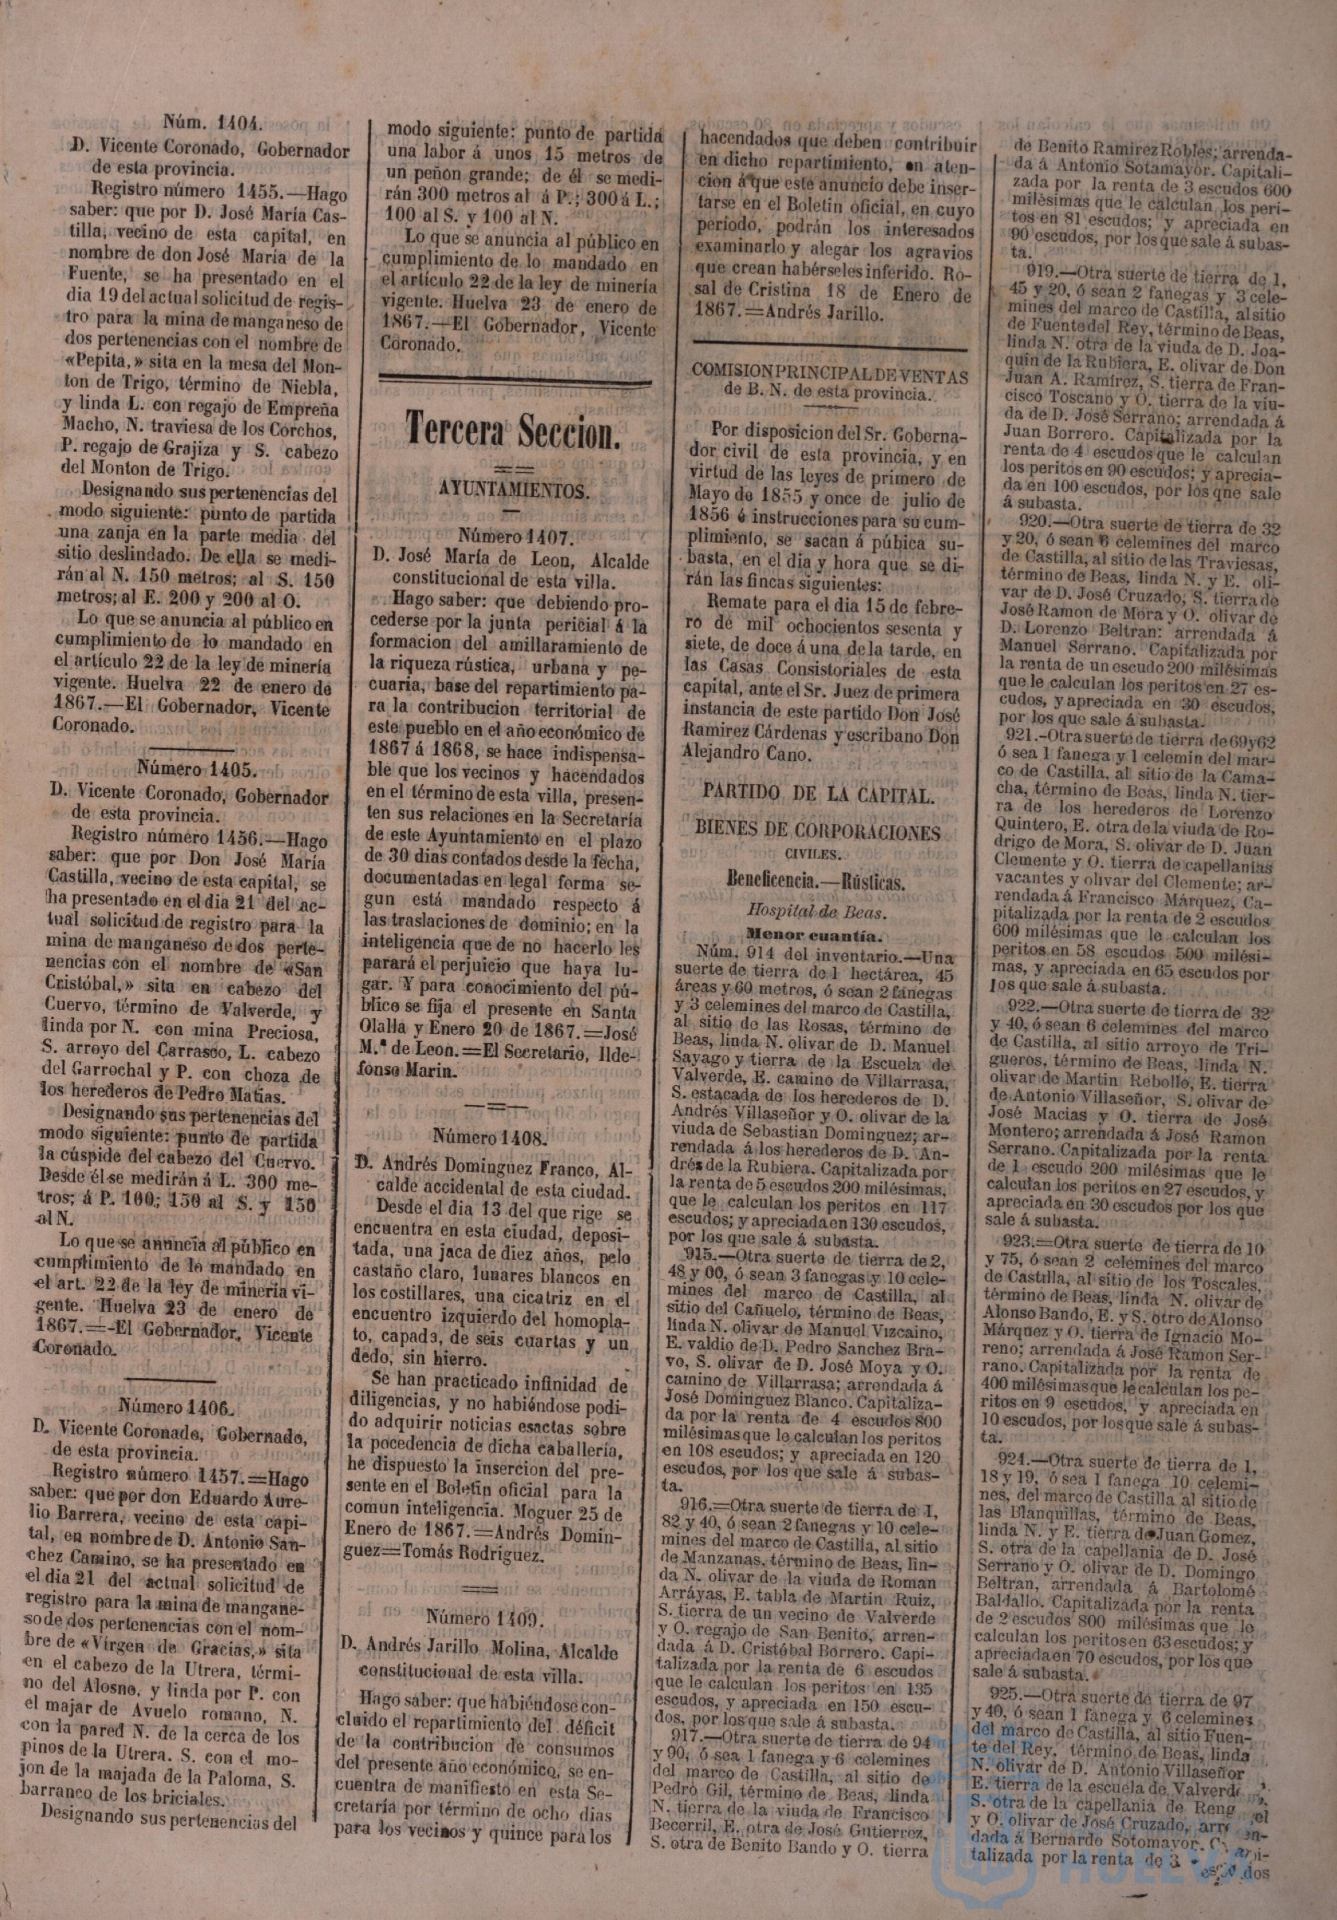 Núm. 1404.
D. Vicente Coronado, Gobernador
de esta provincia.
Registro número 1455.—Hago
saber: que por D. José María Cas-
tilla, vecino de esta capital, en
nombre de don José María de la
Fuente, se ha presentado en el
dia 19 del actual solicitud de regis-
tro para la mina de manganeso de
dos pertenencias con el nombre de
«Pepita,» sita en la mesa del Mon-
ton de Trigo, término de Niebla,
y linda L. con regajo de Empreña
Macho, N. traviesa de los Corchos,
P. regajo de Grajiza y S. cabezo
del Monton de Trigo.
Designando sus pertenencias del
modo siguiente: punto de partida
una zanja en la parte media del
sitio deslindado. De ella se medi-
rán al N. 150 metros; al S. 150
metros; al E. 200 y 200 al O.
Lo que se anuncia al público en
cumplimiento de lo mandado en
el artículo 22 de la ley de minería
vigente. Huelva 22 de enero de
1867.—El Gobernador, Vicente
Coronado.
Número 1405.
D. Vicente Coronado, Gobernador
de esta provincia.
Registro número 1456.—Hago
saber: que por Don José María
Castilla, vecino de esta capital, se
ha presentado en el dia 21 del ac-
tual solicitud de registro para la
mina de manganeso de dos perte-
nencias con el nombre de «San
Cristóbal,» sita en cabezo del
Cuervo, término de Valverde, y
linda por N. con mina Preciosa,
S. arroyo del Carrasco, L. cabezo
del Garrochal y P. con choza de
los herederos de Pedro Matias.
Designando sus pertenencias del
modo siguiente: punto de partida
la cúspide del cabezo del Cuervo.
Desde él se medirán á L. 300 me-
tros; á P. 100; 150 al S. y 150
al N.
Lo que se anuncia al público en
cumplimiento de lo mandado en
el art. 22 de la ley de minería vi-
gente. Huelva 23 de enero de
1867.=-El Gobernador, Vicente
Coronado.
Número 1406.
D. Vicente Coronado, Gobernado,
de esta provincia.
Registro número 1457.=Hago
saber: que por don Eduardo Aure-
lio Barrera, vecino de esta capi-
tal, en nombre de D. Antonio San-
chez Camino, se ha presentado en
el dia 21 del actual solicitud de
registro para la mina de mangane-
so de dos pertenencias con el nom-
bre de «Vírgen de Gracias,» sita
en el cabezo de la Utrera, térmi-
no del Alosno, y linda por P. con
el majar de Avuelo romano, N.
con la pared N. de la cerca de los
pinos de la Utrera. S. con el mo-
jon de la majada de la Paloma, S.
barranco de los briciales.
Designando sus pertenencias del
modo siguiente: punto de partida
una labor á unos 15 metros de
un peñon grande; de él se medi-
rán 300 metros al á P.; 300 á L.;
100 al S. y 100 al N.
Lo que se anuncia al público en
cumplimiento de lo mandado en
el artículo 22 de la ley de minería
vigente. Huelva 23 de enero de
1867.—El Gobernador, Vicente
Coronado.
Tercera Seccion.
AYUNTAMIENTOS.
Número 1407.
D. José María de Leon, Alcalde
constitucional de esta villa.
Hago saber: que debiendo pro-
cederse por la junta pericial á la
formacion del amillaramiento de
la riqueza rústica, urbana y pe-
cuaria, base del repartimiento pa-
ra la contribucion territorial de
este pueblo en el año económico de
1867 á 1868, se hace indispensa-
ble que los vecinos y hacendados
en el término de esta villa, presen-
ten sus relaciones en la Secretaría
de este Ayuntamiento en el plazo
de 30 dias contados desde la fecha,
documentadas en legal forma se-
gun está mandado respecto á
las traslaciones de dominio; en la
inteligencia que de no hacerlo les
parará el perjuicio que haya lu-
gar. Y para conocimiento del pú-
blico se fija el presente en Santa
Olalla y Enero 20 de 1867.=José
M.ª de Leon.=El Secretario, Ilde-
fonso Marin.
Número 1408.
D. Andrés Dominguez Franco, Al-
calde accidental de esta ciudad.
Desde el dia 13 del que rige se
encuentra en esta ciudad, deposi-
tada, una jaca de diez años, pelo
castaño claro, lunares blancos en
los costillares, una cicatriz en el
encuentro izquierdo del homopla-
to, capada, de seis cuartas y un
dedo, sin hierro.
Se han practicado infinidad de
diligencias, y no habiéndose podi-
do adquirir noticias esactas sobre
la pocedencia de dicha caballería,
he dispuesto la insercion del pre-
sente en el Boletin oficial para la
comun inteligencia. Moguer 25 de
Enero de 1867.=Andrés Domin-
guez=Tomás Rodriguez.
Número 1409.
D. Andrés Jarillo Molina, Alcalde
constitucional de esta villa.
Hago saber: que habiéndose con-
cluido el repartimiento del déficit
de la contribucion de consumos
del presente año económico, se en-
cuentra de manifiesto en esta Se-
cretaría por término de ocho dias
para los vecinos y quince para los
hacendados que deben contribuir
en dicho repartimiento, en aten-
cion á que este anuncio debe inser-
tarse en el Boletin oficial, en cuyo
período, podrán los interesados
examinarlo y alegar los agravios
que crean habérseles inferido. Ro-
sal de Cristina 18 de Enero de
1867.=Andrés Jarillo.
COMISION PRINCIPAL DE VENTAS
de B. N. de esta provincia.
Por disposicion del Sr. Goberna-
dor civil de esta provincia, y en
virtud de las leyes de primero de
Mayo de 1855 y once de julio de
1856 é instrucciones para su cum-
plimiento, se sacan á púbica su-
basta, en el dia y hora que se di-
rán las fincas siguientes:
Remate para el dia 15 de febre-
ro de mil ochocientos sesenta y
siete, de doce á una de la tarde, en
las Casas Consistoriales de esta
capital, ante el Sr. Juez de primera
instancia de este partido Don José
Ramirez Cárdenas y escribano Don
Alejandro Cano.
PARTIDO DE LA CAPITAL.
BIENES DE CORPORACIONES
CIVILES.
Beneficencia.—Rústicas.
Hospital de Beas.
Menor cuantía.
Núm. 914 del inventario.—Una
suerte de tierra de 1 hectárea, 45
áreas y 60 metros, ó sean 2 fanegas
y 3 celemines del marco de Castilla,
al sitio de las Rosas, término de
Beas, linda N. olivar de D. Manuel
Sayago y tierra de la Escuela de
Valverde, E. camino de Villarrasa,
S. estacada de los herederos de D.
Andrés Villaseñor y O. olivar de la
viuda de Sebastian Dominguez; ar-
rendada á los herederos de D. An-
drés de la Rubiera. Capitalizada por
la renta de 5 escudos 200 milésimas,
que le calculan los peritos en 117
escudos; y apreciada en 130 escudos,
por los que sale á subasta.
915.—Otra suerte de tierra de 2,
48 y 00, ó sean 3 fanegas y 10 cele-
mines del marco de Castilla, al
sitio del Cañuelo, término de Beas,
linda N. olivar de Manuel Vizcaino,
E. valdio de D. Pedro Sanchez Bra-
vo, S. olivar de D. José Moya y O.
camino de Villarrasa; arrendada á
José Dominguez Blanco. Capitaliza-
da por la renta de 4 escudos 800
milésimas que le calculan los peritos
en 108 escudos; y apreciada en 120
escudos, por los que sale á subas-
ta.
916.=Otra suerte de tierra de 1,
82 y 40, ó sean 2 fanegas y 10 cele-
mines del marco de Castilla, al sitio
de Manzanas, término de Beas, lin-
da N. olivar de la viuda de Roman
Arráyas, E. tabla de Martin Ruiz,
S. tierra de un vecino de Valverde
y O. regajo de San Benito, arren-
dada á D. Cristóbal Borrero. Capi-
talizada por la renta de 6 escudos
que le calculan los peritos en 135
escudos, y apreciada en 150 escu-
dos, por los que sale á subasta.
917.—Otra suerte de tierra de 94
y 90, ó sea 1 fanega y 6 celemines
del marco de Castilla, al sitio de
Pedro Gil, término de Beas, linda
N. tierra de la viuda de Francisco
Becerril, E. otra de José Gutierrez,
S. otra de Benito Bando y O. tierra
de Benito Ramirez Robles; arrenda-
da á Antonio Sotamayor. Capitali-
zada por la renta de 3 escudos 600
milésimas que le calculan los peri-
tos en 81 escudos; y apreciada en
90 escudos, por los que sale á subas-
ta.
919.—Otra suerte de tierra de 1,
45 y 20, ó sean 2 fanegas y 3 cele-
mines del marco de Castilla, al sitio
de Fuente del Rey, término de Beas,
linda N. otra de la viuda de D. Joa-
quin de la Rubiera, E. olivar de Don
Juan A. Ramírez, S. tierra de Fran-
cisco Toscano y O. tierra de la viu-
da de D. José Serrano; arrendada á
Juan Borrero. Capitalizada por la
renta de 4 escudos que le calculan
los peritos en 90 escudos; y aprecia-
da en 100 escudos, por los que sale
á subasta.
920.—Otra suerte de tierra de 32
y 20, ó sean 6 celemines del marco
de Castilla, al sitio de las Traviesas,
término de Beas, linda N. y E. oli-
var de D. José Cruzado, S. tierra de
José Ramon de Mora y O. olivar de
D. Lorenzo Beltran: arrendada á
Manuel Serrano. Capitalizada por
la renta de un escudo 200 milésimas
que le calculan los peritos en 27 es-
cudos, y apreciada en 30 escudos,
por los que sale á subasta.
921.-Otra suerte de tierra de 69 y 62
ó sea 1 fanega y 1 celemin del mar-
co de Castilla, al sitio de la Cama-
cha, término de Beas, linda N. tier-
ra de los herederos de Lorenzo
Quintero, E. otra de la viuda de Ro-
drigo de Mora, S. olivar de D. Juan
Clemente y O. tierra de capellanías
vacantes y olivar del Clemente; ar-
rendada á Francisco Márquez, Ca-
pitalizada por la renta de 2 escudos
600 milésimas que le calculan los
peritos en 58 escudos 500 milési-
mas, y apreciada en 65 escudos por
los que sale á subasta.
922.—Otra suerte de tierra de 32
y 40, ó sean 6 celemines del marco
de Castilla, al sitio arroyo de Tri-
gueros, término de Beas, linda N.
olivar de Martin Rebollo, E. tierra
de Antonio Villaseñor, S. olivar de
José Macias y O. tierra de José
Montero; arrendada á José Ramon
Serrano. Capitalizada por la renta
de 1 escudo 200 milésimas que le
calculan los peritos en 27 escudos, y
apreciada en 30 escudos por los que
sale á subasta.
923.=Otra suerte de tierra de 10
y 75, ó sean 2 celemines del marco
de Castilla, al sitio de los Toscales,
término de Beas, linda N. olivar de
Alonso Bando, E. y S. otro de Alonso
Márquez y O. tierra de Ignacio Mo-
reno; arrendada á José Ramon Ser-
rano. Capitalizada por la renta de
400 milésimas que le calculan los pe-
ritos en 9 escudos, y apreciada en
10 escudos, por los que sale á subas-
ta.
924.—Otra suerte de tierra de 1,
18 y 19, ó sea 1 fanega 10 celemi-
nes, del marco de Castilla al sitio de
las Blanquillas, término de Beas,
linda N. y E. tierra de Juan Gomez,
S. otra de la capellania de D. José
Serrano y O. olivar de D. Domingo
Beltran, arrendada á Bartolomé
Baldallo. Capitalizada por la renta
de 2 escudos 800 milésimas que le
calculan los peritos en 63 escudos; y
apreciada en 70 escudos, por los que
sale á subasta.
925.—Otra suerte de tierra de 97
y 40, ó sean 1 fanega y 6 celemines
del marco de Castilla, al sitio Fuen-
te del Rey, término de Beas, linda
N. olivar de D. Antonio Villaseñor
E. tierra de la escuela de Valverde
S. otra de la capellania de Reng el
y O. olivar de José Cruzado, arren-
dada á Bernardo Sotomayor. Capi-
talizada por la renta de 3 escudos